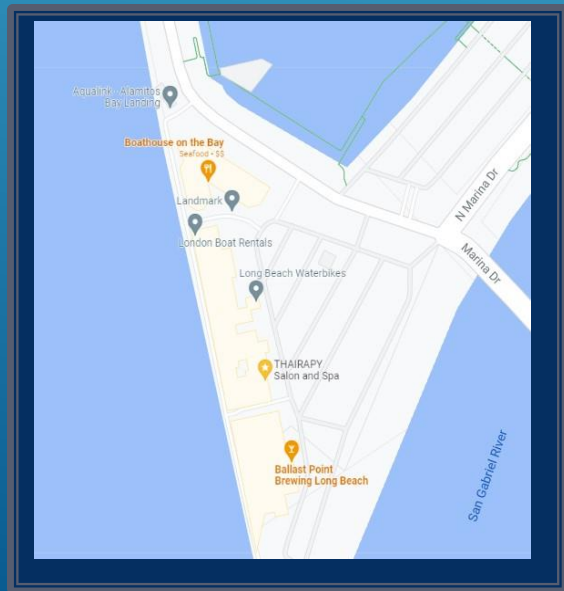 Aqualink - Alamitos
Bay Landing
Boathouse on the Bay
Seafood • $$
Landmark
London Boat Rentals
Long Beach Waterbikes
N Marina Dr
Marina Dr
THAIRAPY
Salon and Spa
Ballast Point
Brewing Long Beach
San Gabriel River